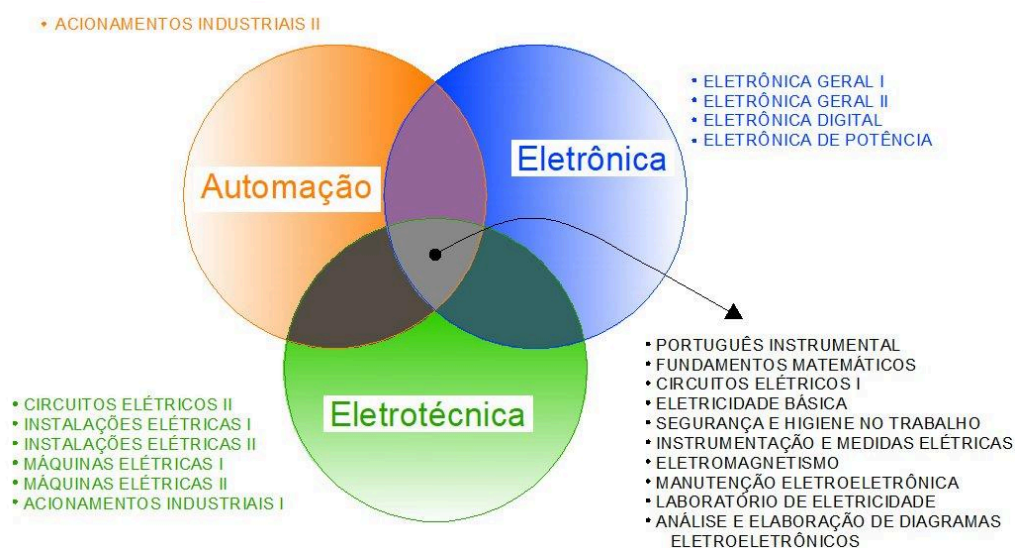 • ACIONAMENTOS INDUSTRIAIS II
• ELETRÔNICA GERAL I
• ELETRÔNICA GERAL II
• ELETRÔNICA DIGITAL
• ELETRÔNICA DE POTÊNCIA
Eletrônica
Automação
• PORTUGUÊS INSTRUMENTAL
• FUNDAMENTOS MATEMÁTICOS
• CIRCUITOS ELÉTRICOS I
• ELETRICIDADE BÁSICA
• SEGURANÇA E HIGIENE NO TRABALHO
• INSTRUMENTAÇÃO E MEDIDAS ELÉTRICAS
• ELETROMAGNETISMO
• MANUTENÇÃO ELETROELETRÔNICA
• LABORATÓRIO DE ELETRICIDADE
• ANÁLISE E ELABORAÇÃO DE DIAGRAMAS
ELETROELETRÔNICOS
Eletrotécnica
• CIRCUITOS ELÉTRICOS II
• INSTALAÇÕES ELÉTRICAS I
• INSTALAÇÕES ELÉTRICAS II
• MÁQUINAS ELÉTRICAS I
• MÁQUINAS ELÉTRICAS II
• ACIONAMENTOS INDUSTRIAIS I